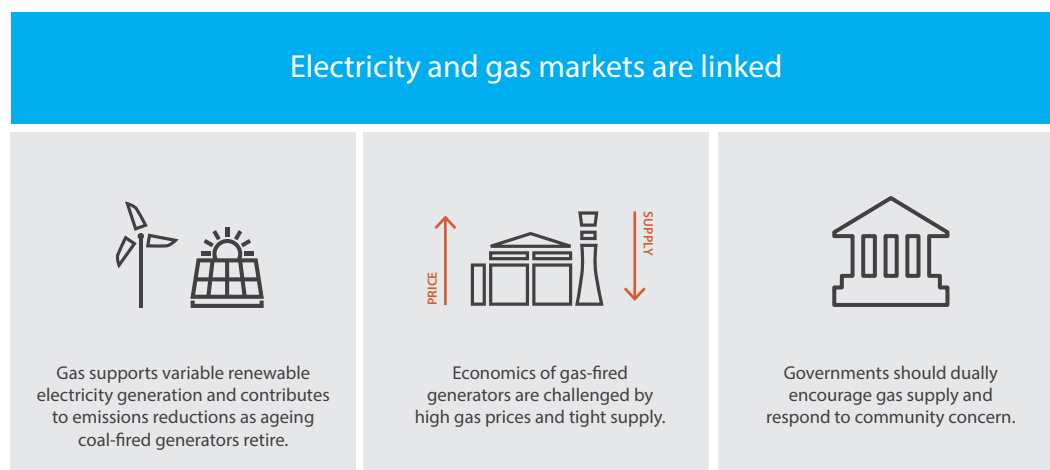 Electricity and gas markets are linked
Gas supports variable renewable
electricity generation and contributes
to emissions reductions as ageing
coal-fired generators retire.
PRICE
SUPPLY
Economics of gas-fired
generators are challenged by
high gas prices and tight supply.
Governments should dually
encourage gas supply and
respond to community concern.